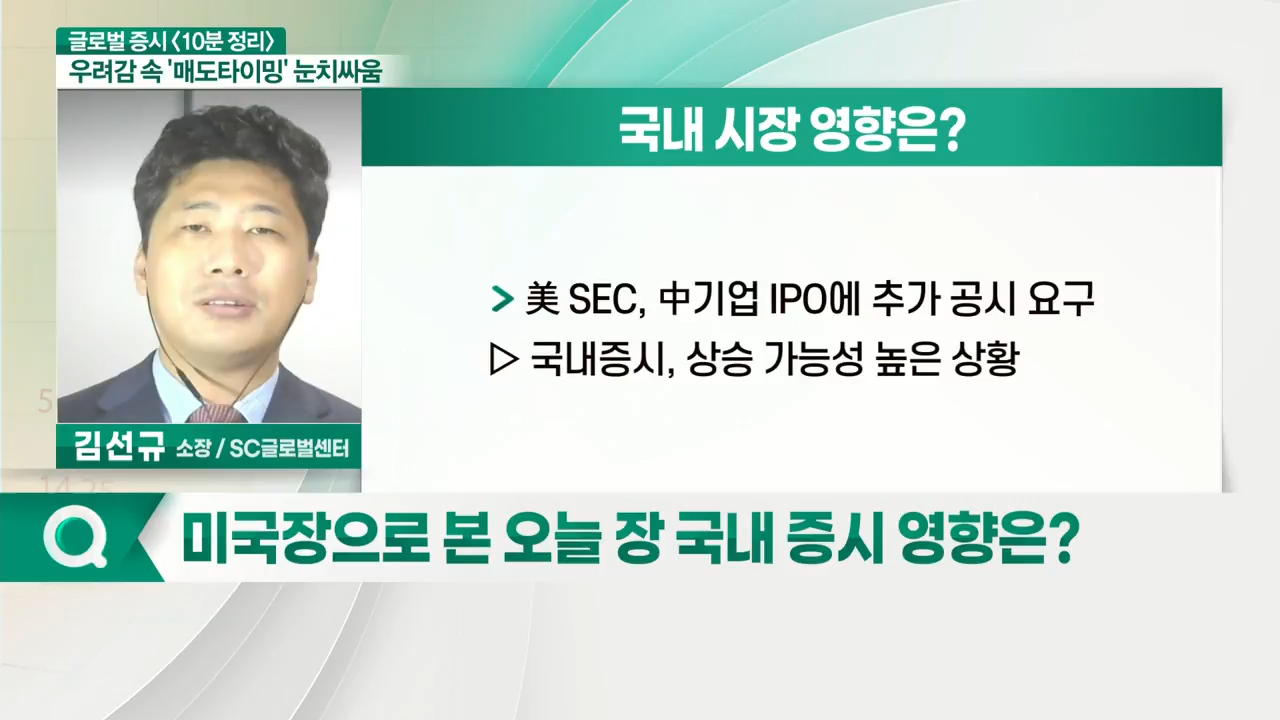 글로벌 증시 <10분 정리>
우려감 속 '매도타이밍' 눈치싸움
국내 시장 영향은?
> 美 SEC, 中기업 IPO에 추가 공시 요구
▷ 국내증시, 상승 가능성 높은 상황
김선규 소장 / SC글로벌센터
미국장으로 본 오늘 장 국내 증시 영향은?